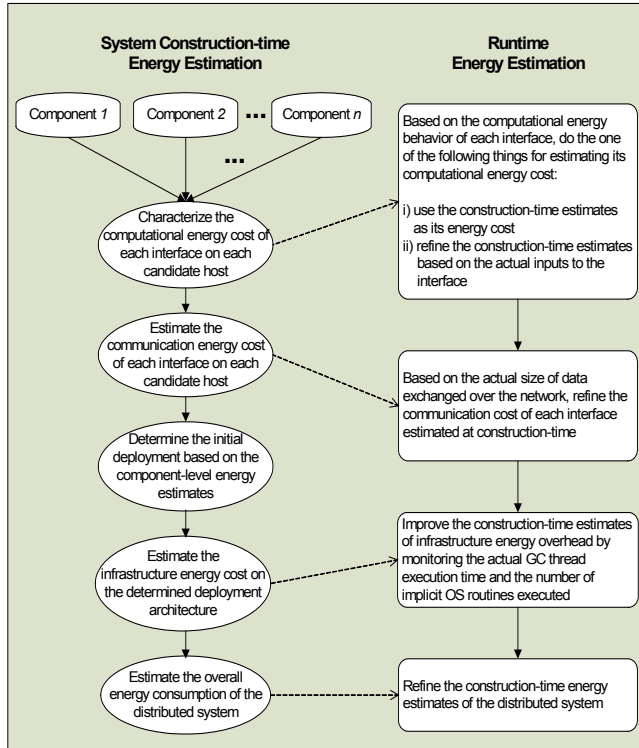 System Construction-time
Energy Estimation
Component 1
Component 2
...
Component n
...
Characterize the
computational energy cost of
each interface on each
candidate host
Estimate the
communication energy cost
of each interface on each
candidate host
Determine the initial
deployment based on the
component-level energy
estimates
Estimate the
infrastructure energy cost on
the determined deployment
architecture
Estimate the overall
energy consumption of the
distributed system
Runtime
Energy Estimation
Based on the computational energy
behavior of each interface, do the one
of the following things for estimating its
computational energy cost:
i) use the construction-time estimates
as its energy cost
ii) refine the construction-time estimates
based on the actual inputs to the
interface
Based on the actual size of data
exchanged over the network, refine the
communication cost of each interface
estimated at construction-time
Improve the construction-time estimates
of infrastructure energy overhead by
monitoring the actual GC thread
execution time and the number of
implicit OS routines executed
Refine the construction-time energy
estimates of the distributed system